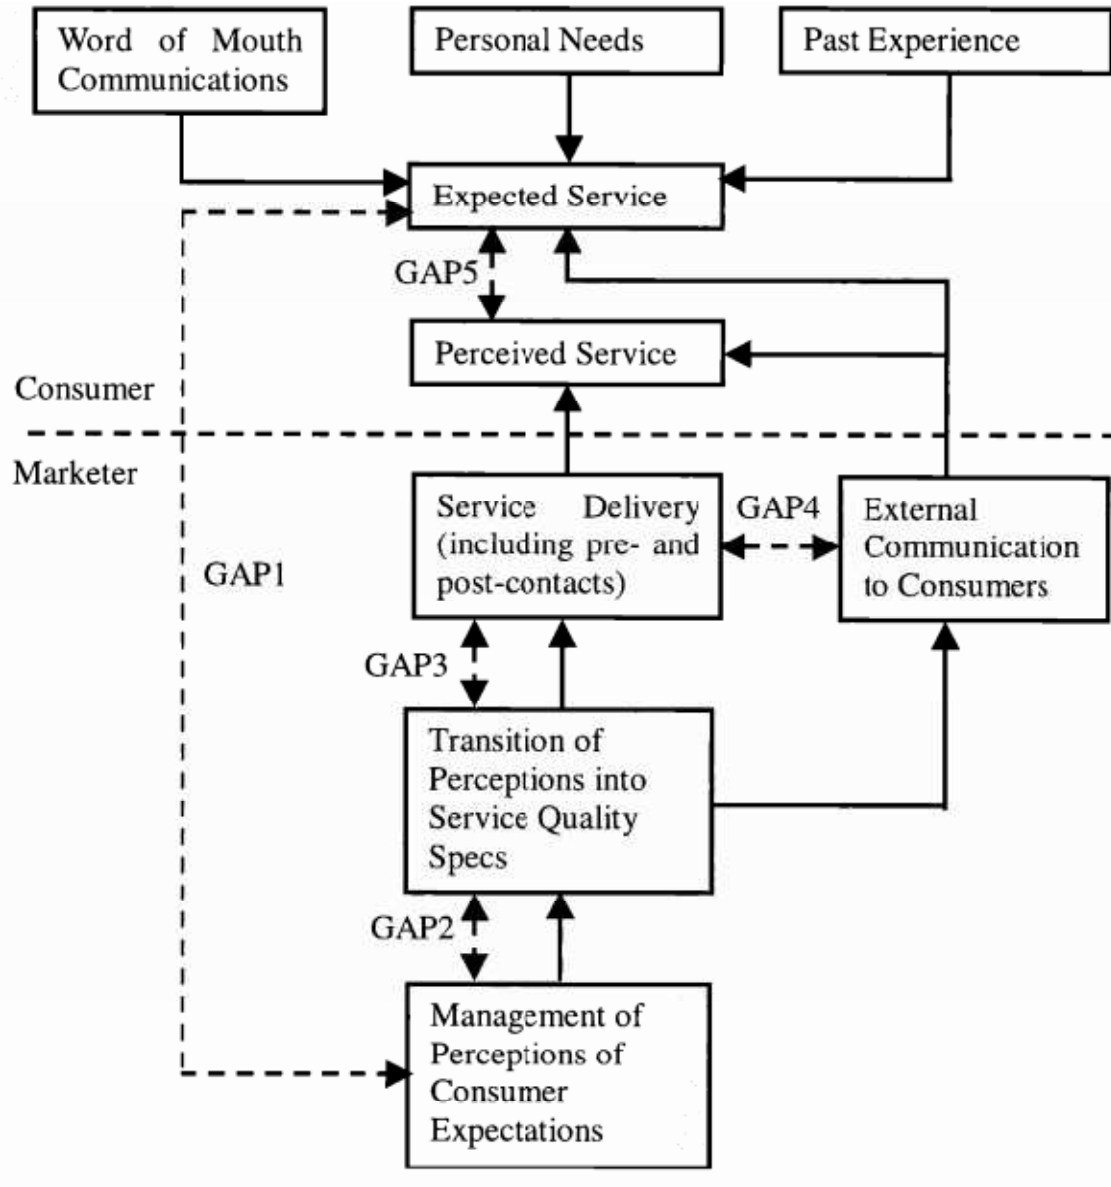 Word of Mouth
Communications
Personal Needs
Past Experience
Expected Service
GAP5
Perceived Service
Consumer
Marketer
Service Delivery
(including pre- and
post-contacts)
GAP4
External
Communication
to Consumers
GAP1
GAP3
Transition of
Perceptions into
Service Quality
Specs
GAP2
Management of
Perceptions of
Consumer
Expectations